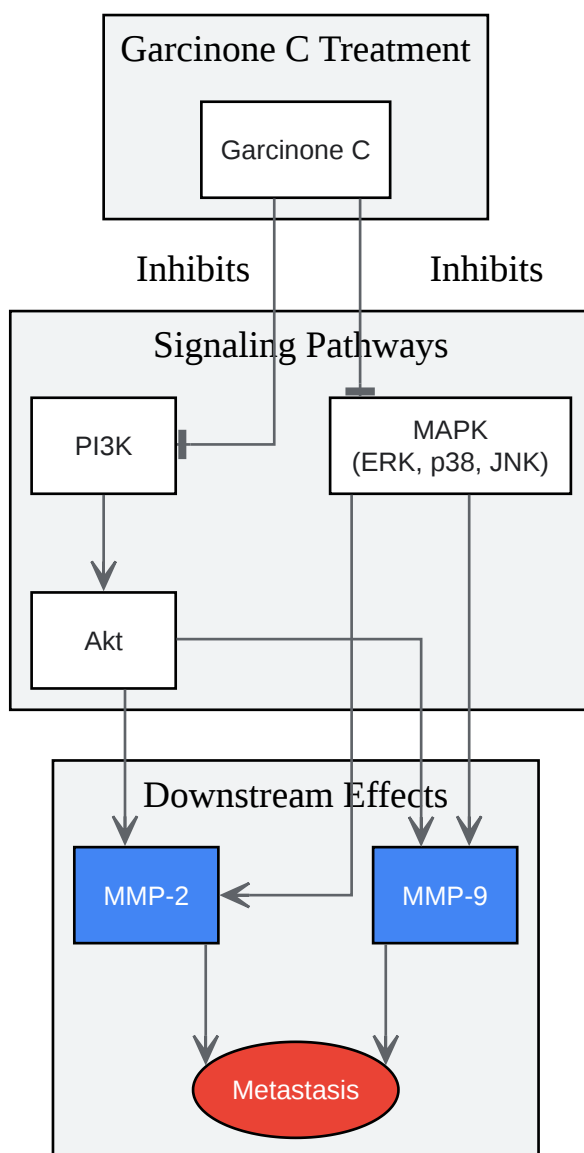 Garcinone C Treatment
Garcinone C
Inhibits
Inhibits
Signaling Pathways
PI3K
MAPK
(ERK, p38, JNK)
Akt
Downstream Effects
MMP-2
MMP-9
Metastasis